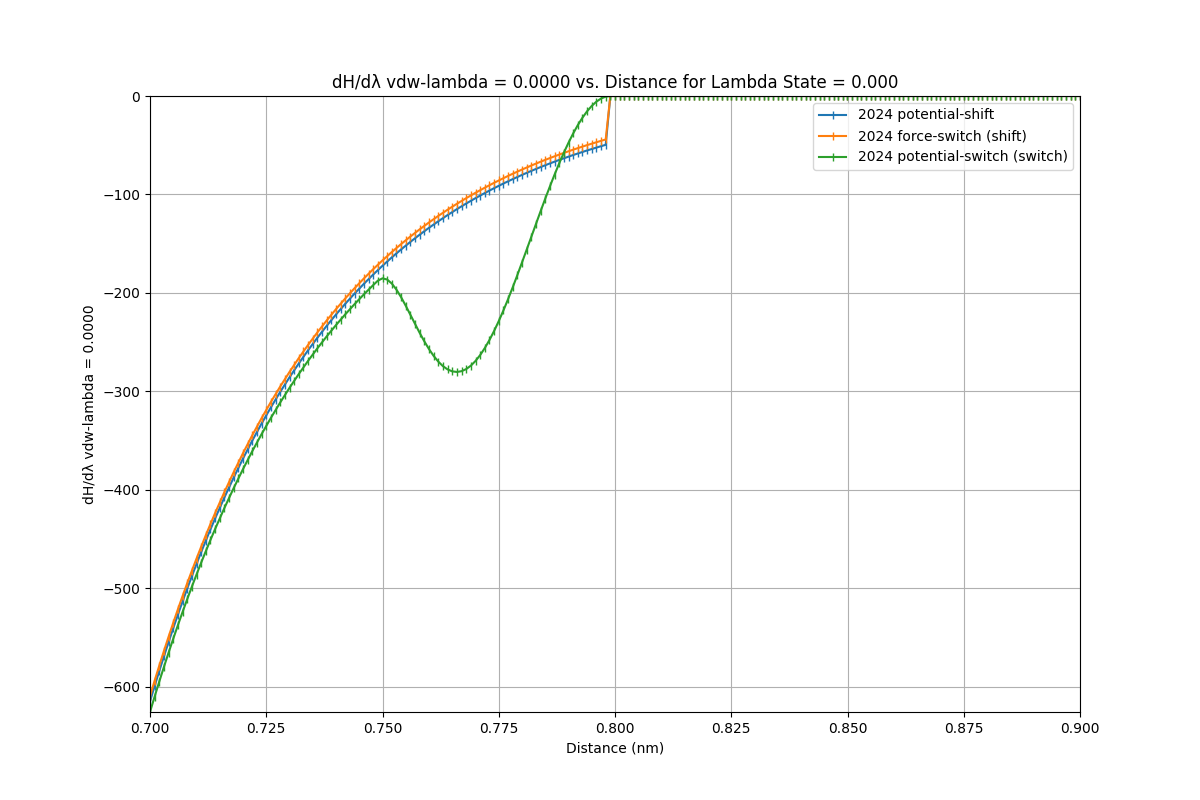 dH/dλ vdw-lambda = 0.0000 vs. Distance for Lambda State = 0.000
2024 potential-shift
2024 force-switch (shift)
2024 potential-switch (switch)
dH/dλ vdw-lambda = 0.0000
0
−100
−200
−300
−400
−500
−600
0.700
0.725
0.750
0.775
0.800
0.825
0.850
0.875
0.900
Distance (nm)